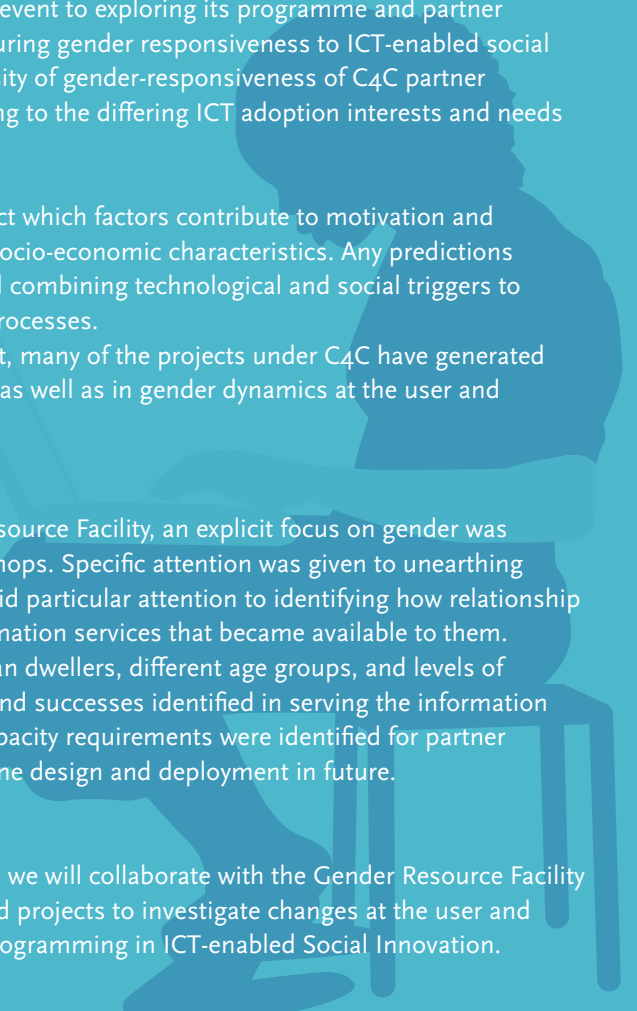 event to exploring its programme and partner
uring gender responsiveness to ICT-enabled social
sity of gender-responsiveness of C4C partner
ng to the differing ICT adoption interests and needs
ct which factors contribute to motivation and
ocio-economic characteristics. Any predictions
l combining technological and social triggers to
rocesses.
t, many of the projects under C4C have generated
as well as in gender dynamics at the user and
source Facility, an explicit focus on gender was
hops. Specific attention was given to unearthing
id particular attention to identifying how relationship
mation services that became available to them.
an dwellers, different age groups, and levels of
nd successes identified in serving the information
pacity requirements were identified for partner
ne design and deployment in future.
we will collaborate with the Gender Resource Facility
d projects to investigate changes at the user and
ogramming in ICT-enabled Social Innovation.